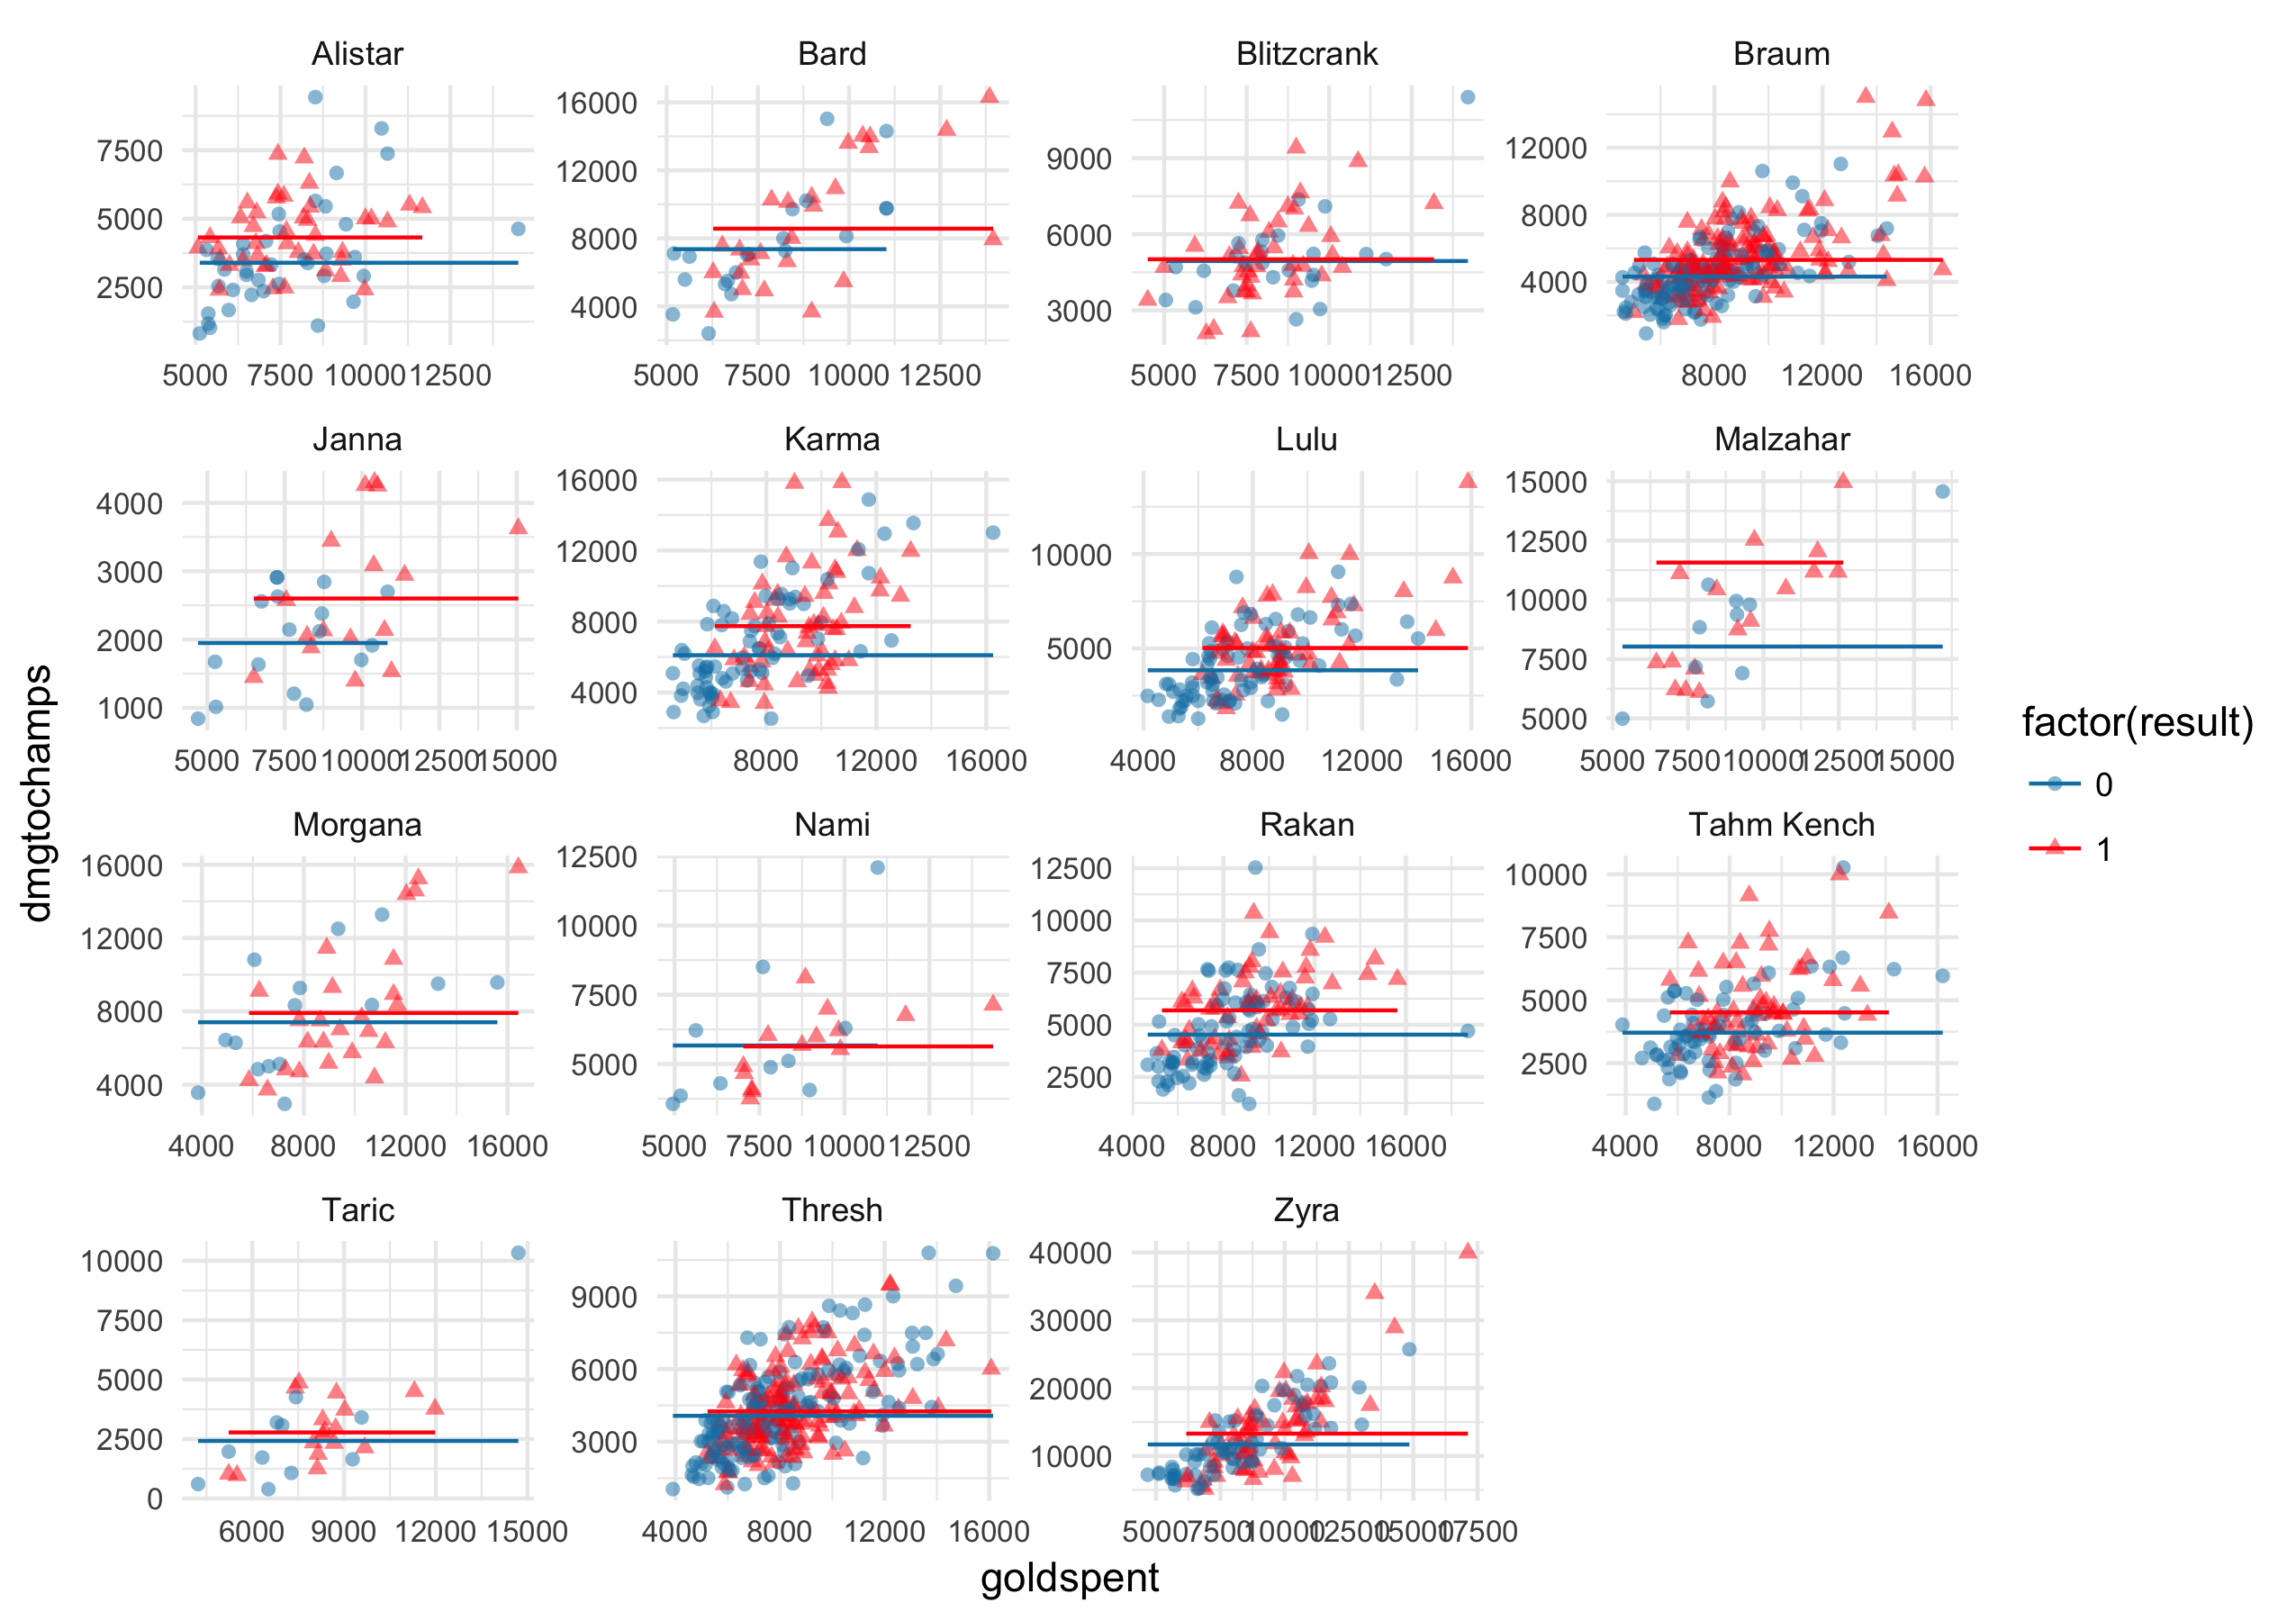 Alistar Bard Blitzcrank Braum
7500
5000
2500
5000 7500 10000 12500
16000
12000
8000
4000
5000 7500 10000 12500
9000
6000
3000
5000 7500 10000 12500
12000
8000
4000
8000 12000 16000
Janna Karma Lulu Malzahar
4000
3000
2000
1000
5000 7500 10000 12500 15000
16000
12000
8000
4000
8000 12000 16000
10000
5000
4000 8000 12000 16000
15000
12500
10000
7500
5000
5000 7500 10000 12500 15000
Morgana Nami Rakan Tahm Kench
16000
12000
8000
4000
4000 8000 12000 16000
12500
10000
7500
5000
5000 7500 10000 12500
12500
10000
7500
5000
2500
4000 8000 12000 16000
10000
7500
5000
2500
4000 8000 12000 16000
Taric Thresh Zyra
10000
7500
5000
2500
0
6000 9000 12000 15000
9000
6000
3000
4000 8000 12000 16000
40000
30000
20000
10000
5000 7500 10000 12500 15000 17500
goldspent
dmgtochamps
factor(result)
0
1